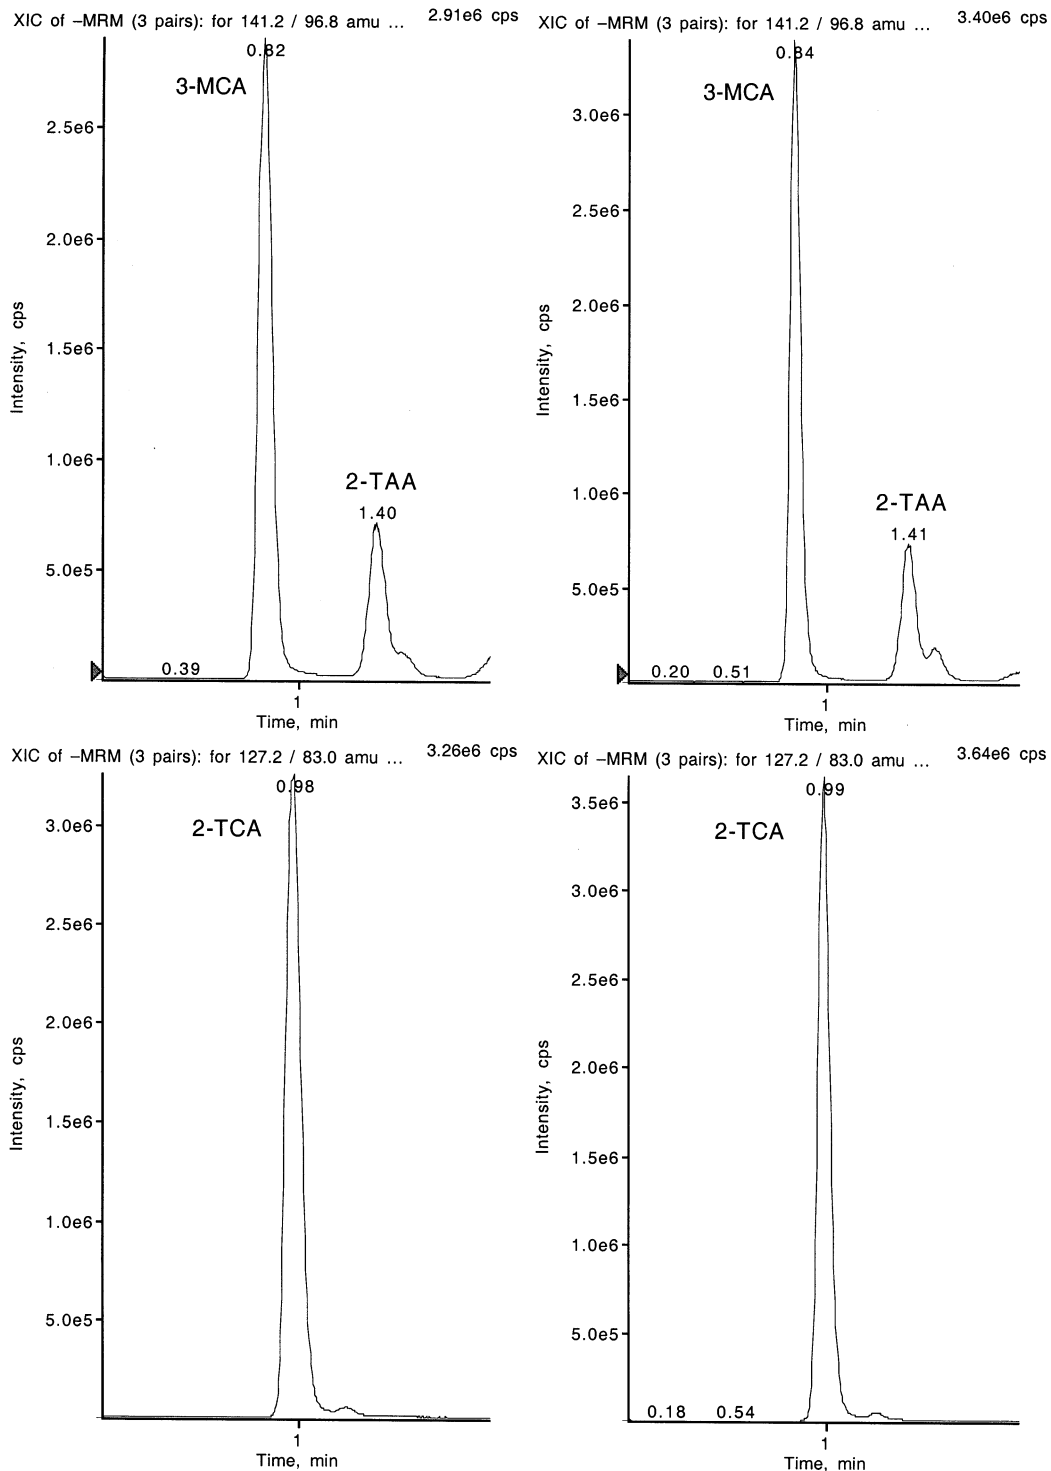 XIC of –MRM (3 pairs): for 141.2 / 96.8 amu ... 2.91e6 cps
0.82
3-MCA
2.5e6
2.0e6
1.5e6
1.0e6
5.0e5
Intensity, cps
2-TAA
1.40
0.39
1
Time, min
XIC of –MRM (3 pairs): for 141.2 / 96.8 amu ... 3.40e6 cps
0.84
3-MCA
3.0e6
2.5e6
2.0e6
1.5e6
1.0e6
5.0e5
Intensity, cps
2-TAA
1.41
0.20 0.51
1
Time, min
XIC of –MRM (3 pairs): for 127.2 / 83.0 amu ... 3.26e6 cps
0.98
2-TCA
3.0e6
2.5e6
2.0e6
1.5e6
1.0e6
5.0e5
Intensity, cps
1
Time, min
XIC of –MRM (3 pairs): for 127.2 / 83.0 amu ... 3.64e6 cps
0.99
2-TCA
3.5e6
3.0e6
2.5e6
2.0e6
1.5e6
1.0e6
5.0e5
Intensity, cps
0.18 0.54
1
Time, min